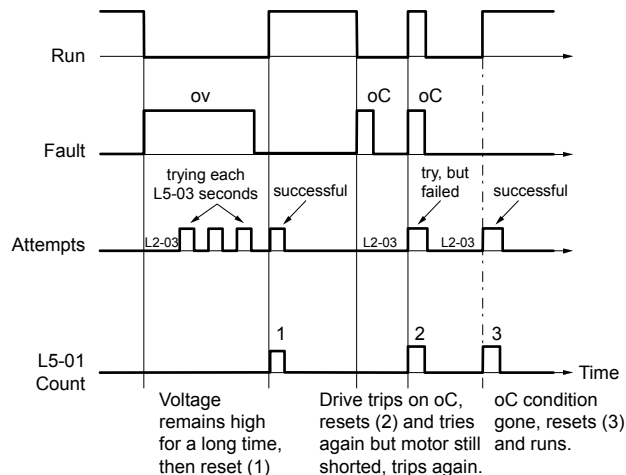 Run
ov
oC
oC
Fault
trying each
L5-03 seconds
successful
try, but
failed
successful
Attempts
L2-03
L2-03
L2-03
1
2
3
L5-01
Count
Time
Voltage
remains high
for a long time,
then reset (1)
Drive trips on oC,
resets (2) and tries
again but motor still
shorted, trips again.
oC condition
gone, resets (3)
and runs.